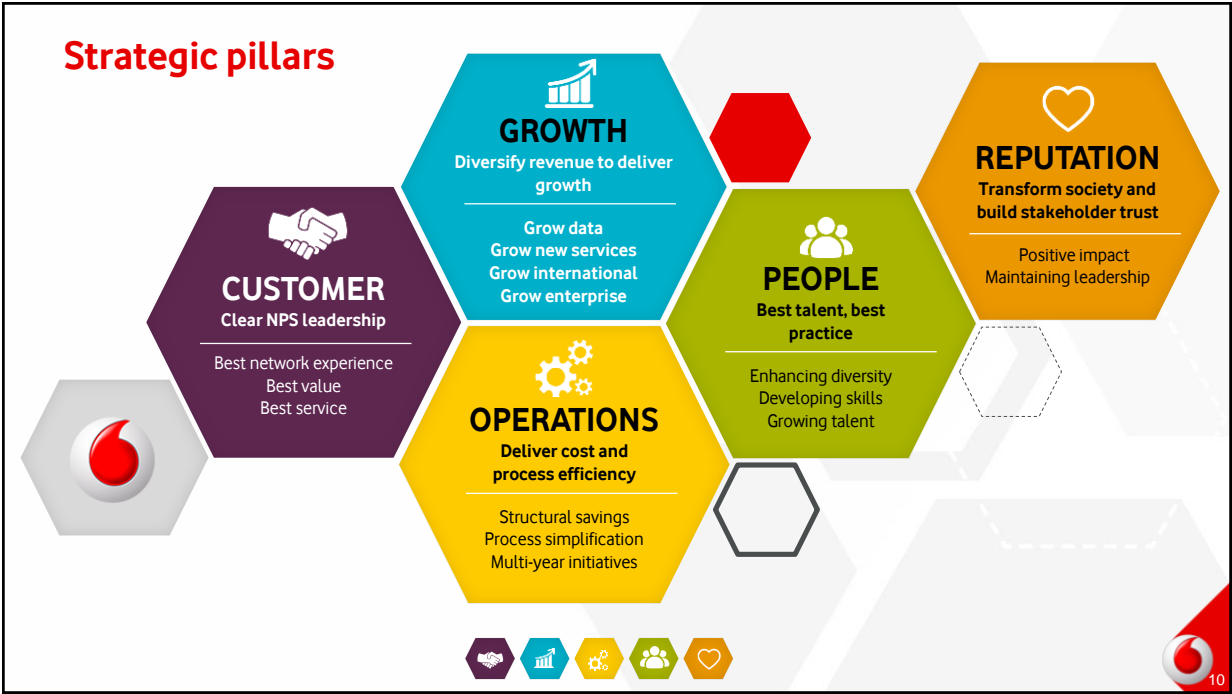 Strategic pillars
CUSTOMER
Clear NPS leadership
Best network experience
Best value
Best service
GROWTH
Diversify revenue to deliver
growth
Grow data
Grow new services
Grow international
Grow enterprise
OPERATIONS
Deliver cost and
process efficiency
Structural savings
Process simplification
Multi-year initiatives
PEOPLE
Best talent, best
practice
Enhancing diversity
Developing skills
Growing talent
REPUTATION
Transform society and
build stakeholder trust
Positive impact
Maintaining leadership
10